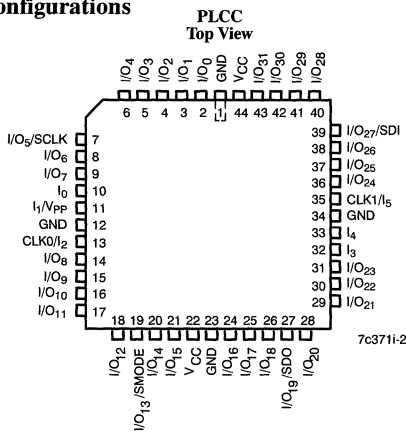 onfigurations
PLCC
Top View
I/O4
I/O3
I/O2
I/O1
I/O0
GND
VCC
I/O31
I/O30
I/O29
I/O28
6 5 4 3 2 1 44 43 42 41 40
I/O5/SCLK 7
I/O6 8
I/O7 9
I0 10
I1/VPP 11
GND 12
CLK0/I2 13
I/O8 14
I/O9 15
I/O10 16
I/O11 17
39 I/O27/SDI
38 I/O26
37 I/O25
36 I/O24
35 CLK1/I5
34 GND
33 I4
32 I3
31 I/O23
30 I/O22
29 I/O21
18 19 20 21 22 23 24 25 26 27 28
I/O12
I/O13/SMODE
I/O14
I/O15
VCC
GND
I/O16
I/O17
I/O18
I/O19/SDO
I/O20
7c371i-2